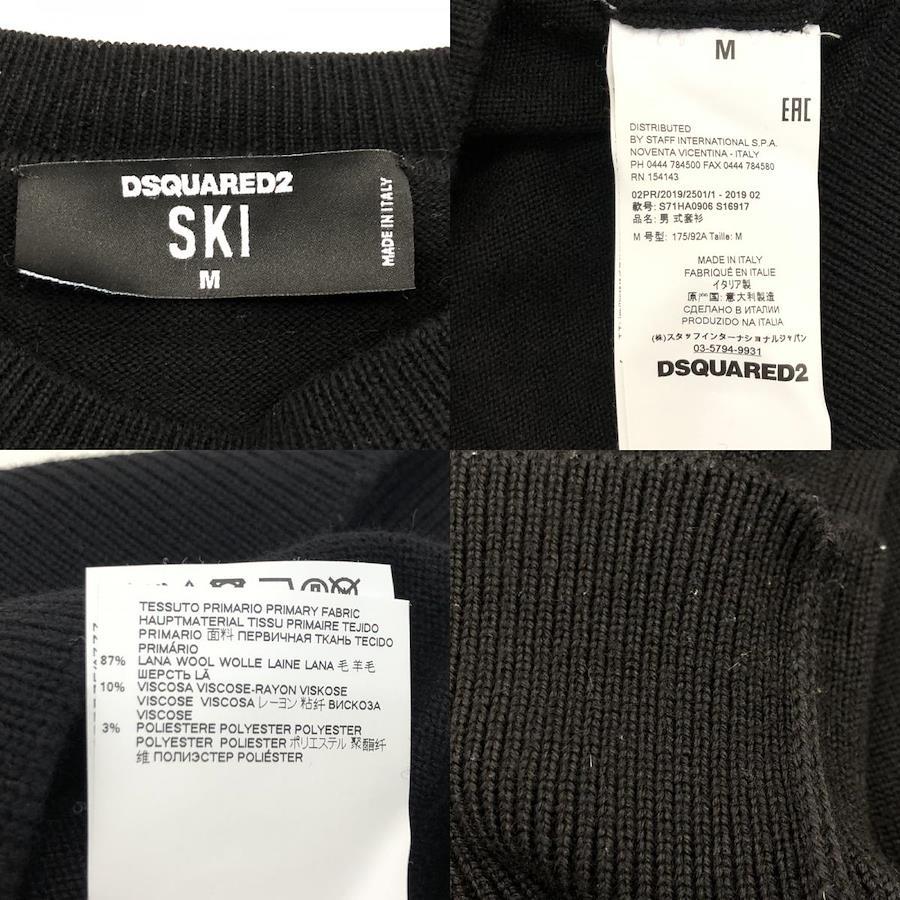 DSQUARED2
SKI
M
MADE IN ITALY
M
EAC
DISTRIBUTED
BY STAFF INTERNATIONAL S.P.A.
NOVENTA VICENTINA - ITALY
PH 0444 784500 FAX 0444 784580
RN 154143
02PR/2019/2501/1 - 2019 02
款号: S71HA0906 S16917
品名: 男 式套衫
M 号型: 175/92A Taille: M
MADE IN ITALY
FABRIQUÉ EN ITALIE
イタリア製
原产国: 意大利製造
СДЕЛАНО В ИТАЛИИ
PRODUZIDO NA ITALIA
(株)スタッフインターナショナルジャパン
03-5794-9931
DSQUARED2
TESSUTO PRIMARIO PRIMARY FABRIC
HAUPTMATERIAL TISSU PRIMAIRE TEJIDO
PRIMARIO 面料 ПЕРВИЧНАЯ ТКАНЬ TECIDO
PRIMÁRIO
87% LANA WOOL WOLLE LAINE LANA 毛 羊毛
ШЕРСТЬ LÃ
10% VISCOSA VISCOSE-RAYON VISKOSE
VISCOSE VISCOSA レーヨン 粘纤 ВИСКОЗА
VISCOSE
3% POLIESTERE POLYESTER POLYESTER
POLYESTER POLIESTER ポリエステル 聚酯纤
维 ПОЛИЭСТЕР POLIÉSTER